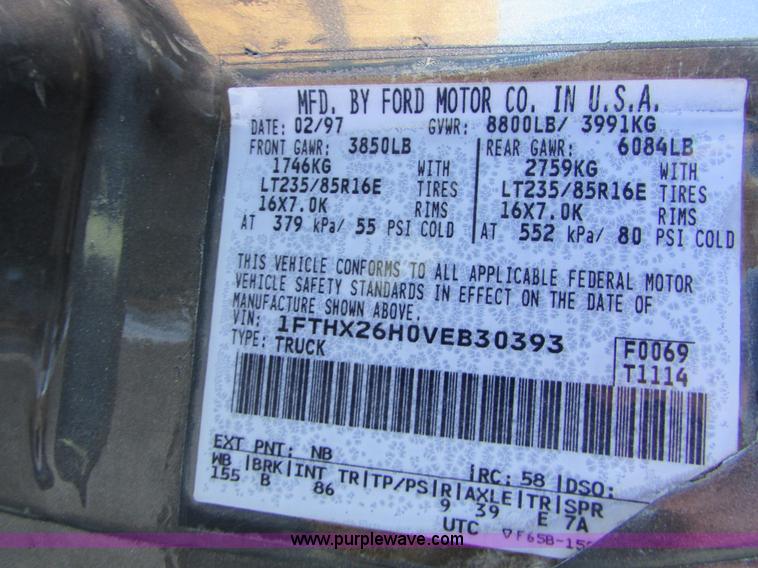 MFD. BY FORD MOTOR CO. IN U.S.A.
DATE: 02/97 GVWR: 8800LB/ 3991KG
FRONT GAWR: 3850LB REAR GAWR: 6084LB
1746KG WITH 2759KG WITH
LT235/85R16E TIRES LT235/85R16E TIRES
16X7.0K RIMS 16X7.0K RIMS
AT 379 kPa/ 55 PSI COLD AT 552 kPa/ 80 PSI COLD
THIS VEHICLE CONFORMS TO ALL APPLICABLE FEDERAL MOTOR
VEHICLE SAFETY STANDARDS IN EFFECT ON THE DATE OF
MANUFACTURE SHOWN ABOVE.
VIN: 1FTHX26H0VEB30393 F0069
TYPE: TRUCK T1114
EXT PNT: NB RC: 58 DSO:
WB BRK INT TR TP/PS R AXLE TR SPR
155 B 86 9 39 E 7A
UTC ▽F65B-15
www.purplewave.com